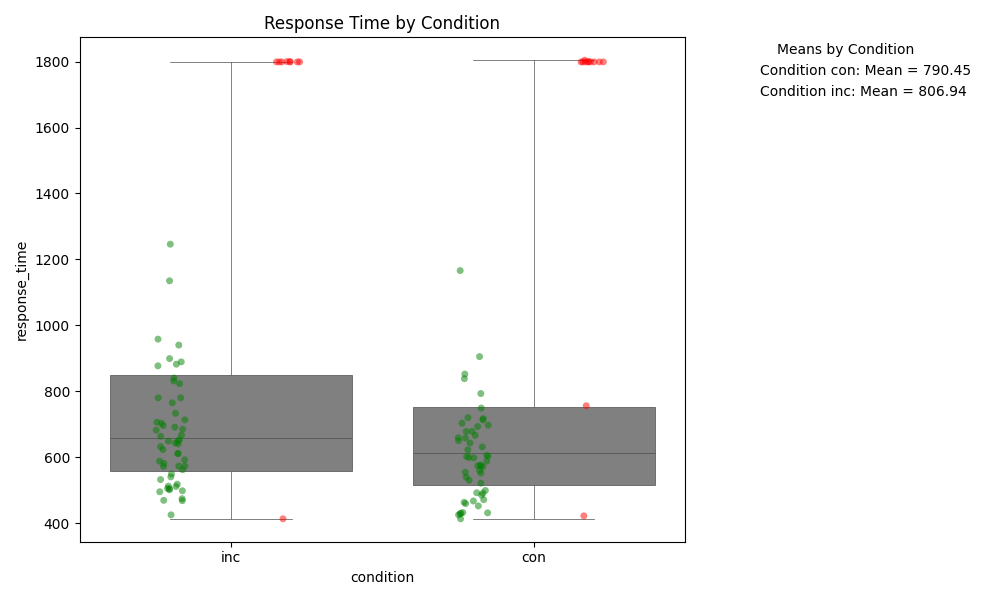 Response Time by Condition
Means by Condition
Condition con: Mean = 790.45
Condition inc: Mean = 806.94
1800
1600
1400
1200
1000
800
600
400
response_time
inc
con
condition